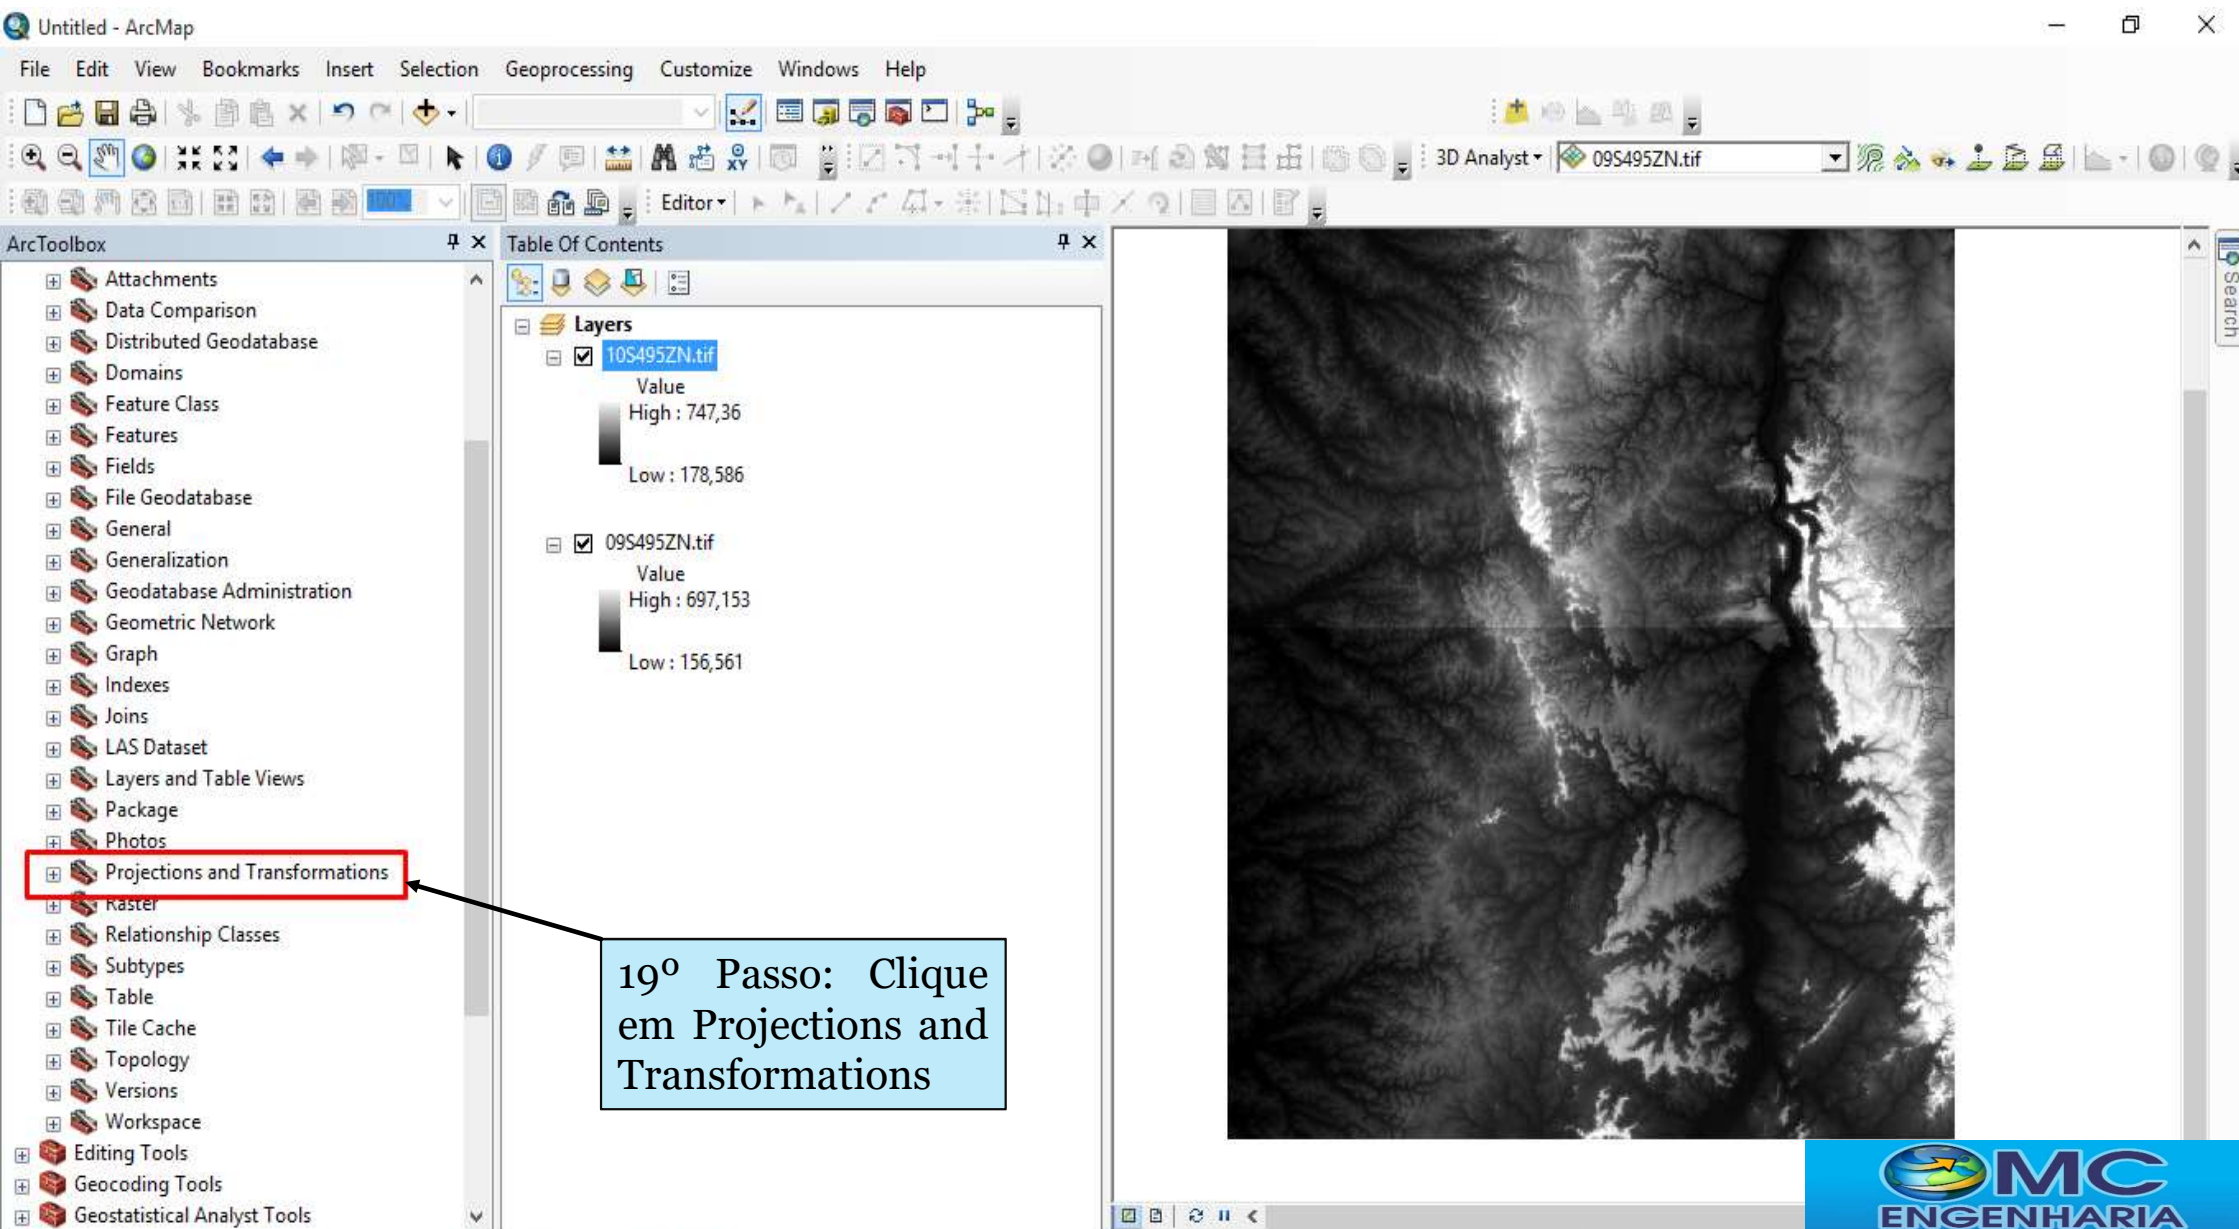 Untitled - ArcMap
File Edit View Bookmarks Insert Selection Geoprocessing Customize Windows Help
3D Analyst 09S495ZN.tif
100%
Editor
ArcToolbox
Attachments
Data Comparison
Distributed Geodatabase
Domains
Feature Class
Features
Fields
File Geodatabase
General
Generalization
Geodatabase Administration
Geometric Network
Graph
Indexes
Joins
LAS Dataset
Layers and Table Views
Package
Photos
Projections and Transformations
Raster
Relationship Classes
Subtypes
Table
Tile Cache
Topology
Versions
Workspace
Editing Tools
Geocoding Tools
Geostatistical Analyst Tools
Table Of Contents
Layers
10S495ZN.tif
Value
High : 747,36
Low : 178,586
09S495ZN.tif
Value
High : 697,153
Low : 156,561
19º Passo: Clique
em Projections and
Transformations
Search
MC
ENGENHARIA